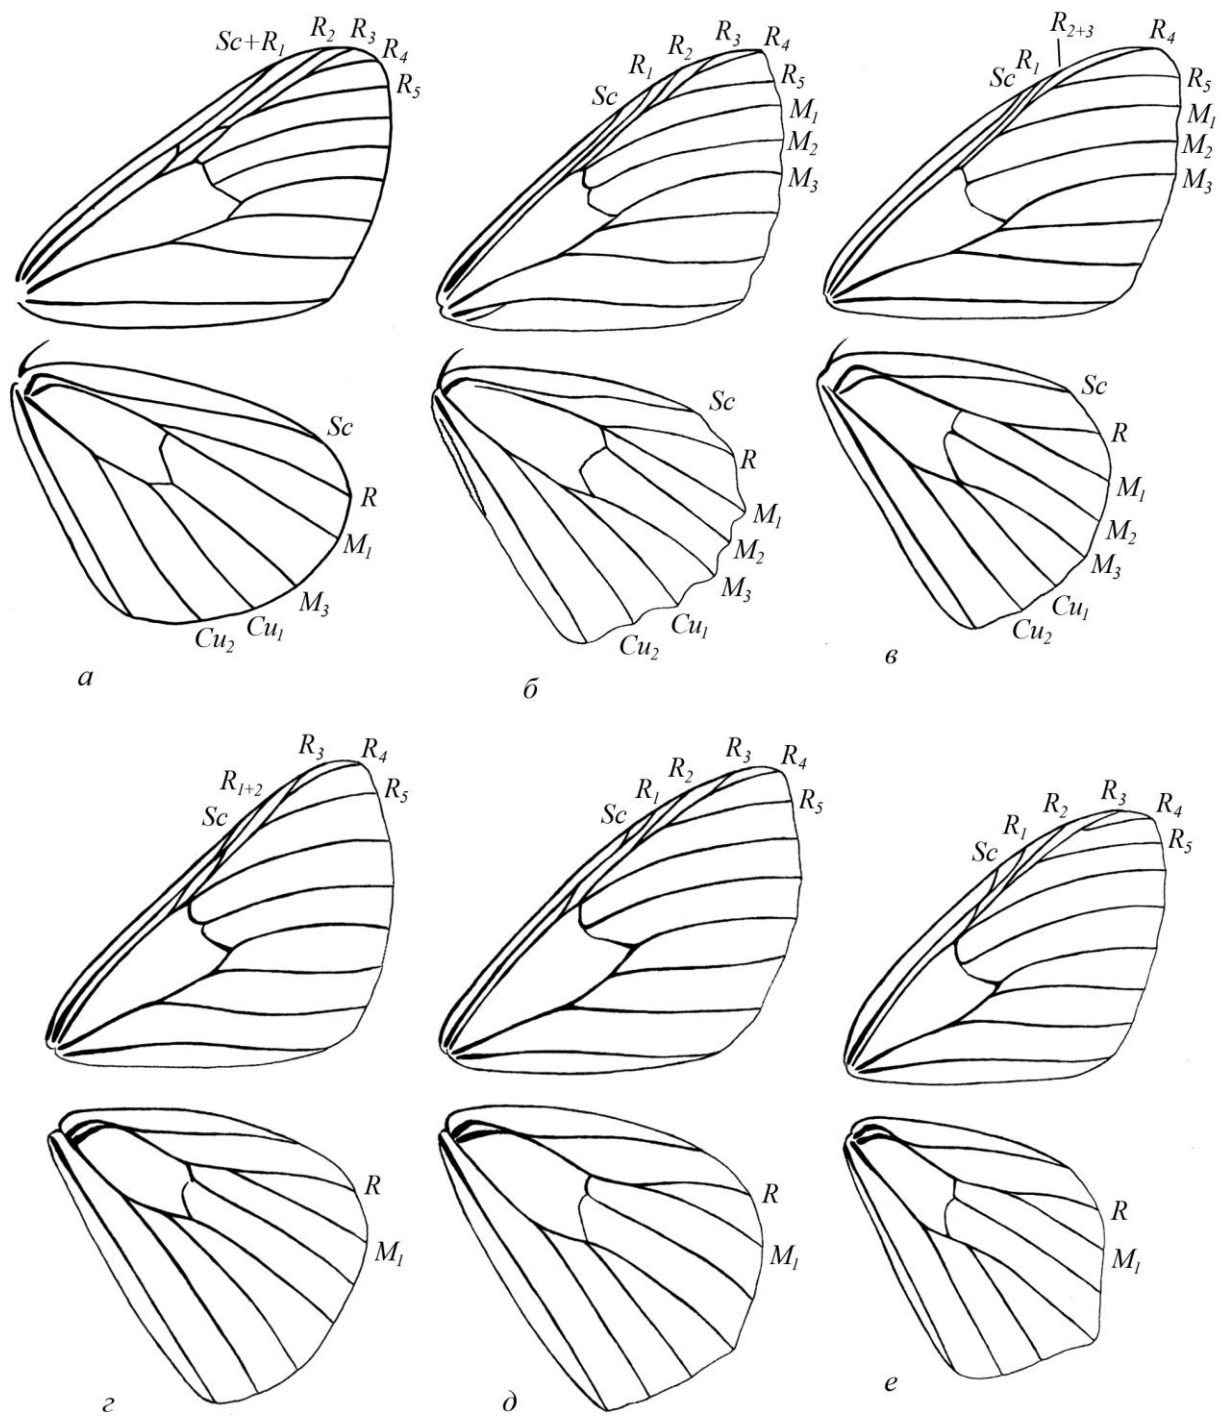 Sc+R₁ R₂ R₃ R₄ R₅
Sc R₁ R₂ R₃ R₄ R₅ M₁ M₂ M₃
Sc R₁ R₂₊₃ R₄ R₅ M₁ M₂ M₃
Sc R M₁ M₃ Cu₁ Cu₂
Sc R M₁ M₂ M₃ Cu₁ Cu₂
Sc R M₁ M₂ M₃ Cu₁ Cu₂
а
б
в
Sc R₁₊₂ R₃ R₄ R₅
Sc R₁ R₂ R₃ R₄ R₅
Sc R₁ R₂ R₃ R₄ R₅
R M₁
R M₁
R M₁
г
д
е